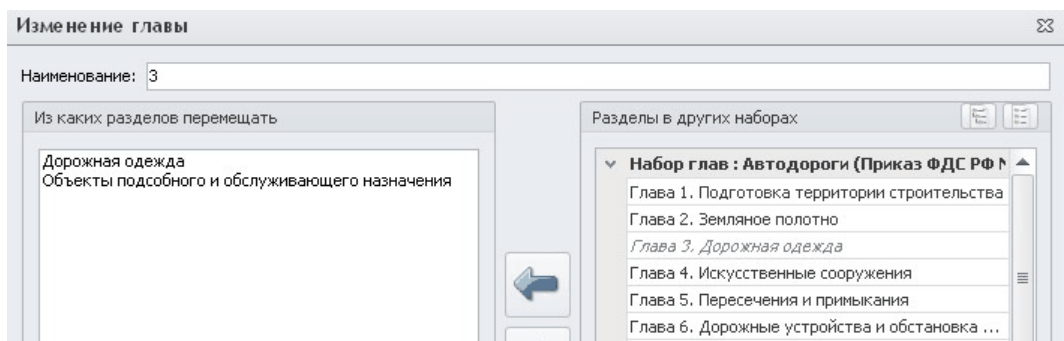 Изменение главы
Наименование: 3
Из каких разделов перемещать
Дорожная одежда
Объекты подсобного и обслуживающего назначения
Разделы в других наборах
Набор глав : Автодороги (Приказ ФДС РФ №
Глава 1. Подготовка территории строительства
Глава 2. Земляное полотно
Глава 3. Дорожная одежда
Глава 4. Искусственные сооружения
Глава 5. Пересечения и примыкания
Глава 6. Дорожные устройства и обстановка ...